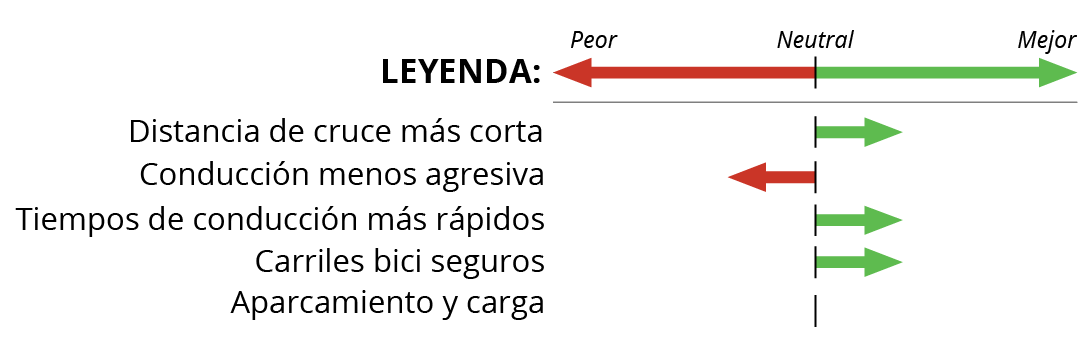 Peor Neutral Mejor
LEYENDA:
Distancia de cruce más corta
Conducción menos agresiva
Tiempos de conducción más rápidos
Carriles bici seguros
Aparcamiento y carga